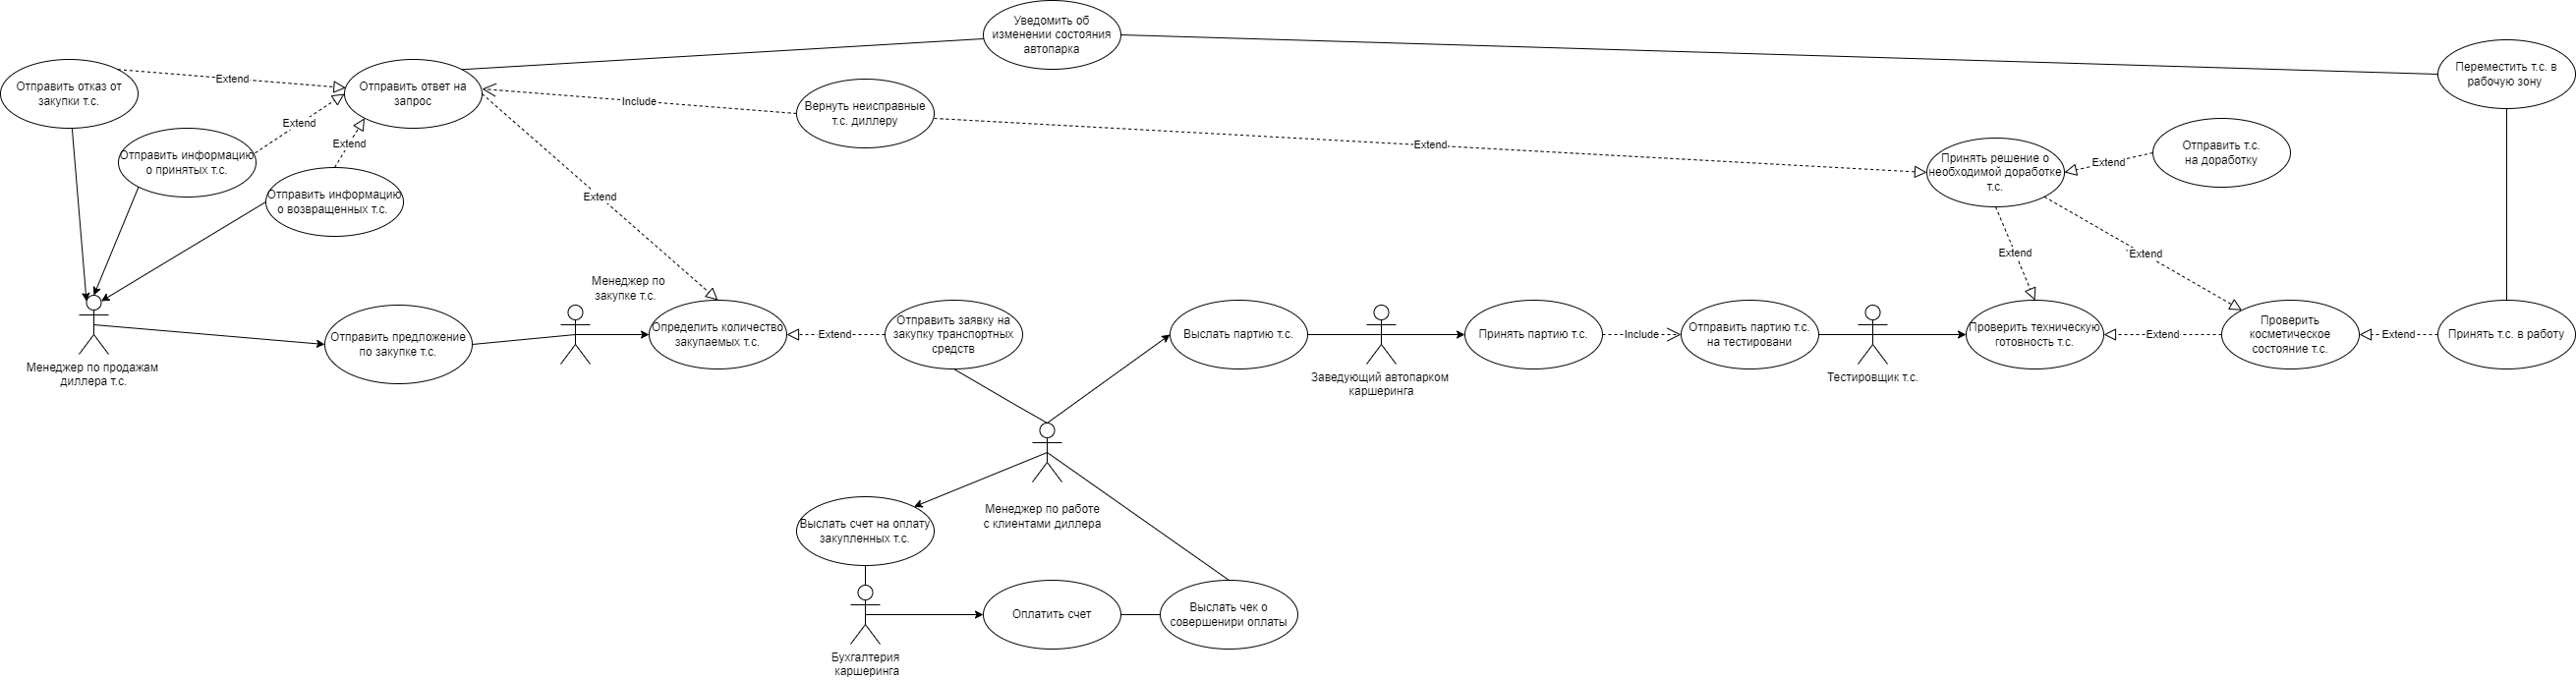 Уведомить об
изменении состояния
автопарка
Отправить отказ от
закупки т.с.
Extend
Отправить ответ на
запрос
Include
Вернуть неисправные
т.с. диллеру
Переместить т.с. в
рабочую зону
Extend
Отправить информацию
о принятых т.с.
Extend
Отправить информацию
о возвращенных т.с.
Extend
Extend
Принять решение о
необходимой доработке
т.с.
Extend
Отправить т.с.
на доработку
Extend
Extend
Менеджер по продажам
диллера т.с.
Отправить предложение
по закупке т.с.
Менеджер по
закупке т.с.
Определить количество
закупаемых т.с.
Extend
Отправить заявку на
закупку транспортных
средств
Выслать партию т.с.
Заведующий автопарком
каршеринга
Принять партию т.с.
Include
Отправить партию т.с.
на тестировани
Тестировщик т.с.
Проверить техническую
готовность т.с.
Extend
Проверить
косметическое
состояние т.с.
Extend
Принять т.с. в работу
Менеджер по работе
с клиентами диллера
Выслать счет на оплату
закупленных т.с.
Бухгалтерия
каршеринга
Оплатить счет
Выслать чек о
совершенири оплаты